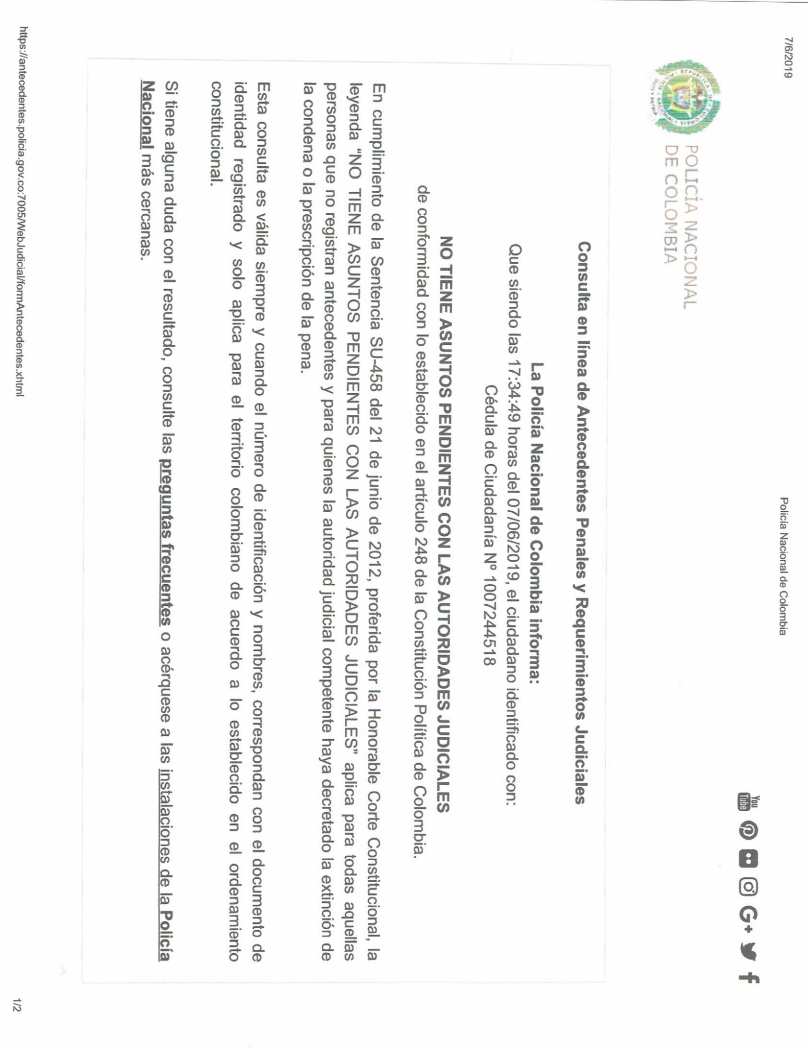 7/6/2019
Policía Nacional de Colombia
POLICÍA NACIONAL
DE COLOMBIA
You
Tube
G+
f
Consulta en línea de Antecedentes Penales y Requerimientos Judiciales
La Policía Nacional de Colombia informa:
Que siendo las 17:34:49 horas del 07/06/2019, el ciudadano identificado con:
Cédula de Ciudadanía Nº 1007244518
NO TIENE ASUNTOS PENDIENTES CON LAS AUTORIDADES JUDICIALES
de conformidad con lo establecido en el artículo 248 de la Constitución Política de Colombia.
En cumplimiento de la Sentencia SU-458 del 21 de junio de 2012, proferida por la Honorable Corte Constitucional, la
leyenda “NO TIENE ASUNTOS PENDIENTES CON LAS AUTORIDADES JUDICIALES” aplica para todas aquellas
personas que no registran antecedentes y para quienes la autoridad judicial competente haya decretado la extinción de
la condena o la prescripción de la pena.
Esta consulta es válida siempre y cuando el número de identificación y nombres, correspondan con el documento de
identidad registrado y solo aplica para el territorio colombiano de acuerdo a lo establecido en el ordenamiento
constitucional.
Si tiene alguna duda con el resultado, consulte las preguntas frecuentes o acérquese a las instalaciones de la Policía
Nacional más cercanas.
https://antecedentes.policia.gov.co:7005/WebJudicial/formAntecedentes.xhtml
1/2